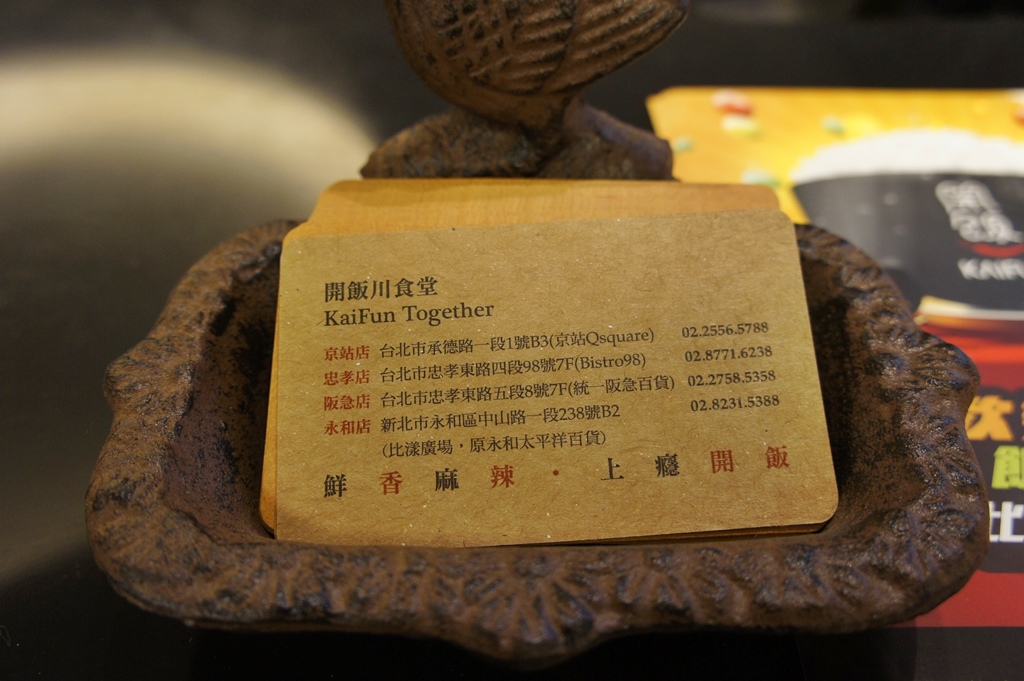 開飯川食堂
KaiFun Together
京站店 台北市承德路一段1號B3(京站Qsquare) 02.2556.5788
忠孝店 台北市忠孝東路四段98號7F(Bistro98) 02.8771.6238
阪急店 台北市忠孝東路五段8號7F(統一阪急百貨) 02.2758.5358
永和店 新北市永和區中山路一段238號B2 02.8231.5388
(比漾廣場，原永和太平洋百貨)
鮮香麻辣・上癮開飯
開飯
KAIFU